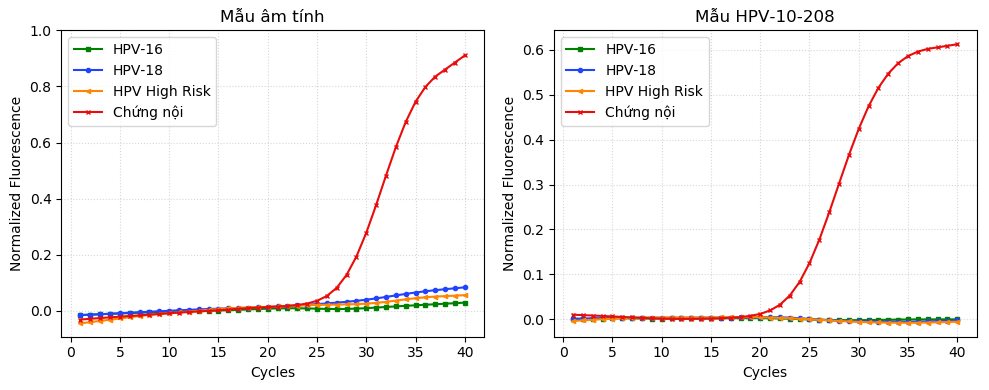 Mẫu âm tính
1.0
0.8
0.6
0.4
0.2
0.0
Normalized Fluorescence
HPV-16
HPV-18
HPV High Risk
Chứng nội
0 5 10 15 20 25 30 35 40
Cycles
Mẫu HPV-10-208
0.6
0.5
0.4
0.3
0.2
0.1
0.0
Normalized Fluorescence
HPV-16
HPV-18
HPV High Risk
Chứng nội
0 5 10 15 20 25 30 35 40
Cycles